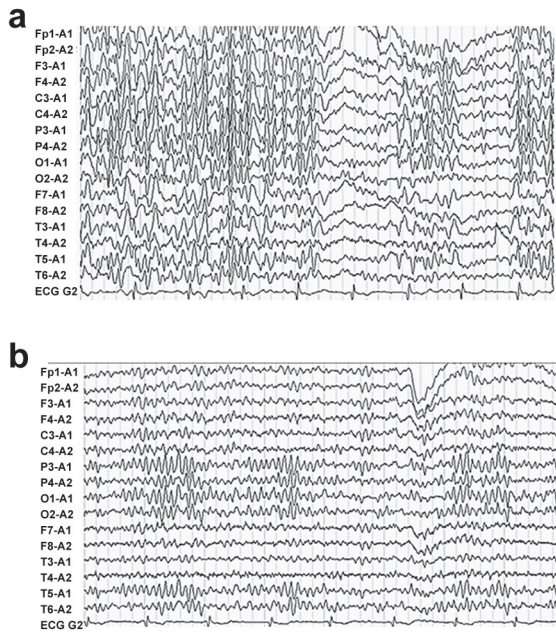 a
Fp1-A1
Fp2-A2
F3-A1
F4-A2
C3-A1
C4-A2
P3-A1
P4-A2
O1-A1
O2-A2
F7-A1
F8-A2
T3-A1
T4-A2
T5-A1
T6-A2
ECG G2
b
Fp1-A1
Fp2-A2
F3-A1
F4-A2
C3-A1
C4-A2
P3-A1
P4-A2
O1-A1
O2-A2
F7-A1
F8-A2
T3-A1
T4-A2
T5-A1
T6-A2
ECG G2